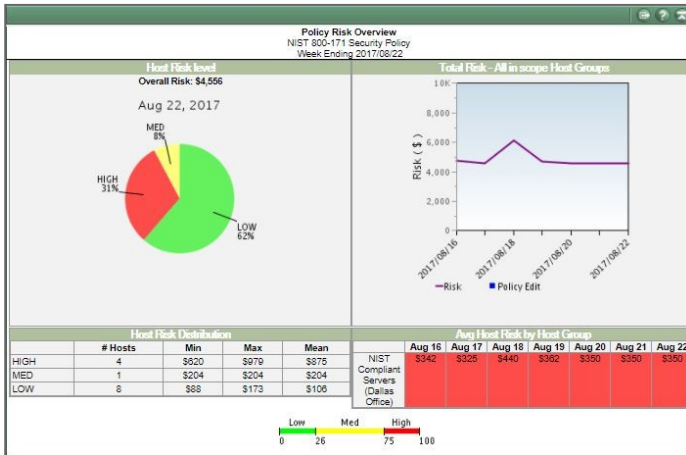 Policy Risk Overview
NIST 800-171 Security Policy
Week Ending 2017/08/22
Host Risk level
Overall Risk: $4,556
Aug 22, 2017
MED
8%
HIGH
31%
LOW
62%
Total Risk - All in scope Host Groups
Risk ($)
10K
8,000
6,000
4,000
2,000
0
2017/08/16
2017/08/18
2017/08/20
2017/08/22
Risk Policy Edit
Host Risk Distribution
# Hosts Min Max Mean
HIGH 4 $620 $979 $875
MED 1 $204 $204 $204
LOW 8 $88 $173 $106
Avg Host Risk by Host Group
Aug 16 Aug 17 Aug 18 Aug 19 Aug 20 Aug 21 Aug 22
NIST $342 $325 $440 $362 $350 $350 $350
Compliant
Servers
(Dallas
Office)
Low Med High
0 26 75 100